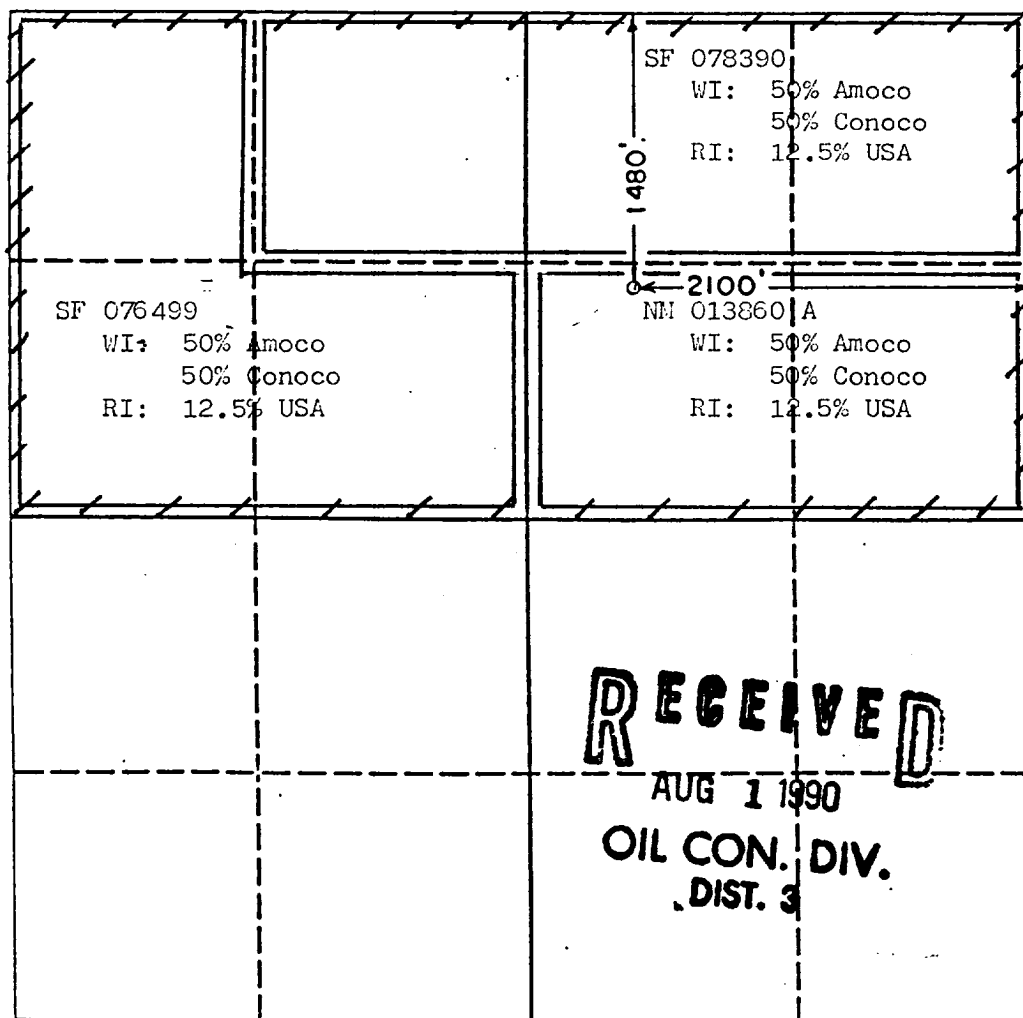 SF 078390
WI: 50% Amoco
50% Conoco
RI: 12.5% USA
1480'
2100'
SF 076499
WI: 50% Amoco
50% Conoco
RI: 12.5% USA
NM 013860 A
WI: 50% Amoco
50% Conoco
RI: 12.5% USA
RECEIVED
AUG 1 1990
OIL CON. DIV.
DIST. 3